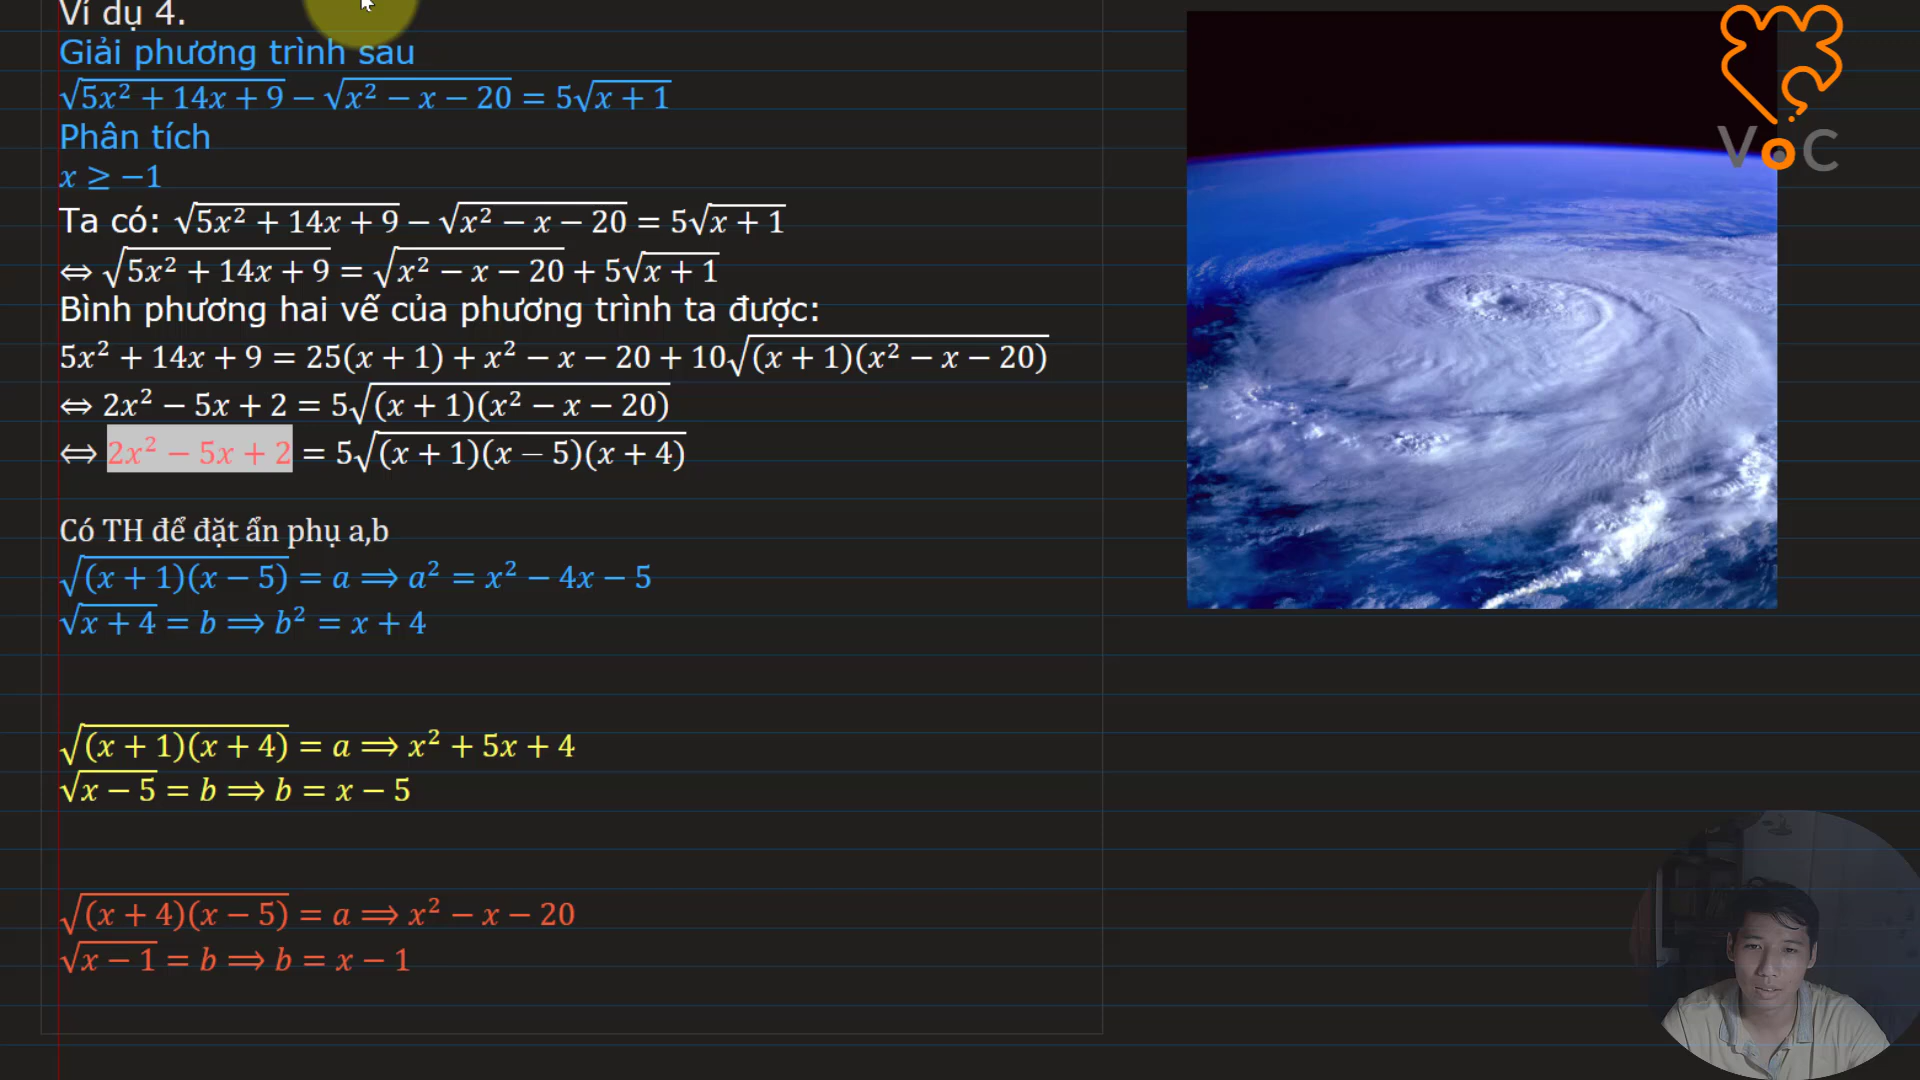 Ví dụ 4.
Giải phương trình sau
√(5x² + 14x + 9) − √(x² − x − 20) = 5√(x + 1)
Phân tích
x ≥ −1
Ta có: √(5x² + 14x + 9) − √(x² − x − 20) = 5√(x + 1)
⇔ √(5x² + 14x + 9) = √(x² − x − 20) + 5√(x + 1)
Bình phương hai vế của phương trình ta được:
5x² + 14x + 9 = 25(x + 1) + x² − x − 20 + 10√((x + 1)(x² − x − 20))
⇔ 2x² − 5x + 2 = 5√((x + 1)(x² − x − 20))
⇔ 2x² − 5x + 2 = 5√((x + 1)(x − 5)(x + 4))
Có TH để đặt ẩn phụ a,b
√((x + 1)(x − 5)) = a ⟹ a² = x² − 4x − 5
√(x + 4) = b ⟹ b² = x + 4
√((x + 1)(x + 4)) = a ⟹ x² + 5x + 4
√(x − 5) = b ⟹ b = x − 5
√((x + 4)(x − 5)) = a ⟹ x² − x − 20
√(x − 1) = b ⟹ b = x − 1
VOC